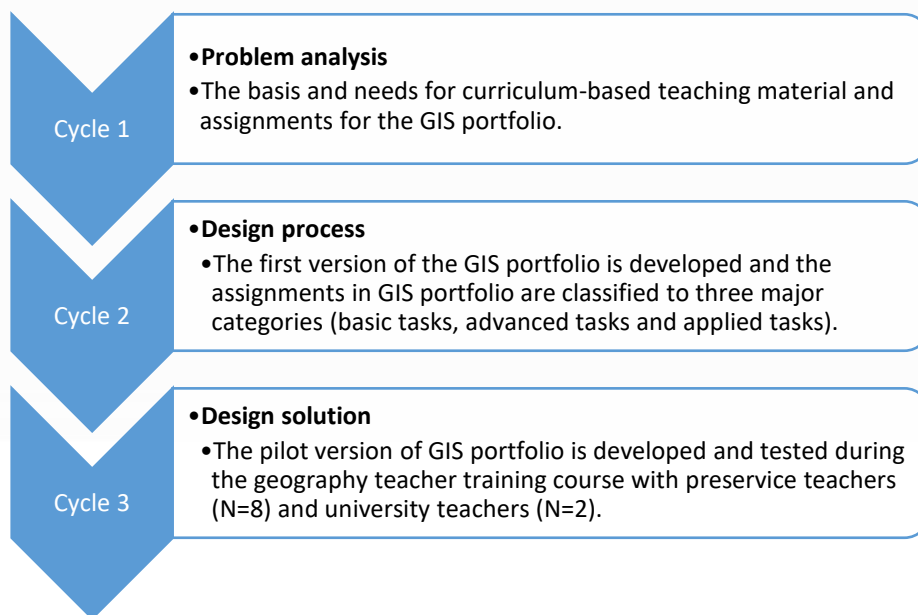 Cycle 1
•Problem analysis
•The basis and needs for curriculum-based teaching material and
assignments for the GIS portfolio.
Cycle 2
•Design process
•The first version of the GIS portfolio is developed and the
assignments in GIS portfolio are classified to three major
categories (basic tasks, advanced tasks and applied tasks).
Cycle 3
•Design solution
•The pilot version of GIS portfolio is developed and tested during
the geography teacher training course with preservice teachers
(N=8) and university teachers (N=2).